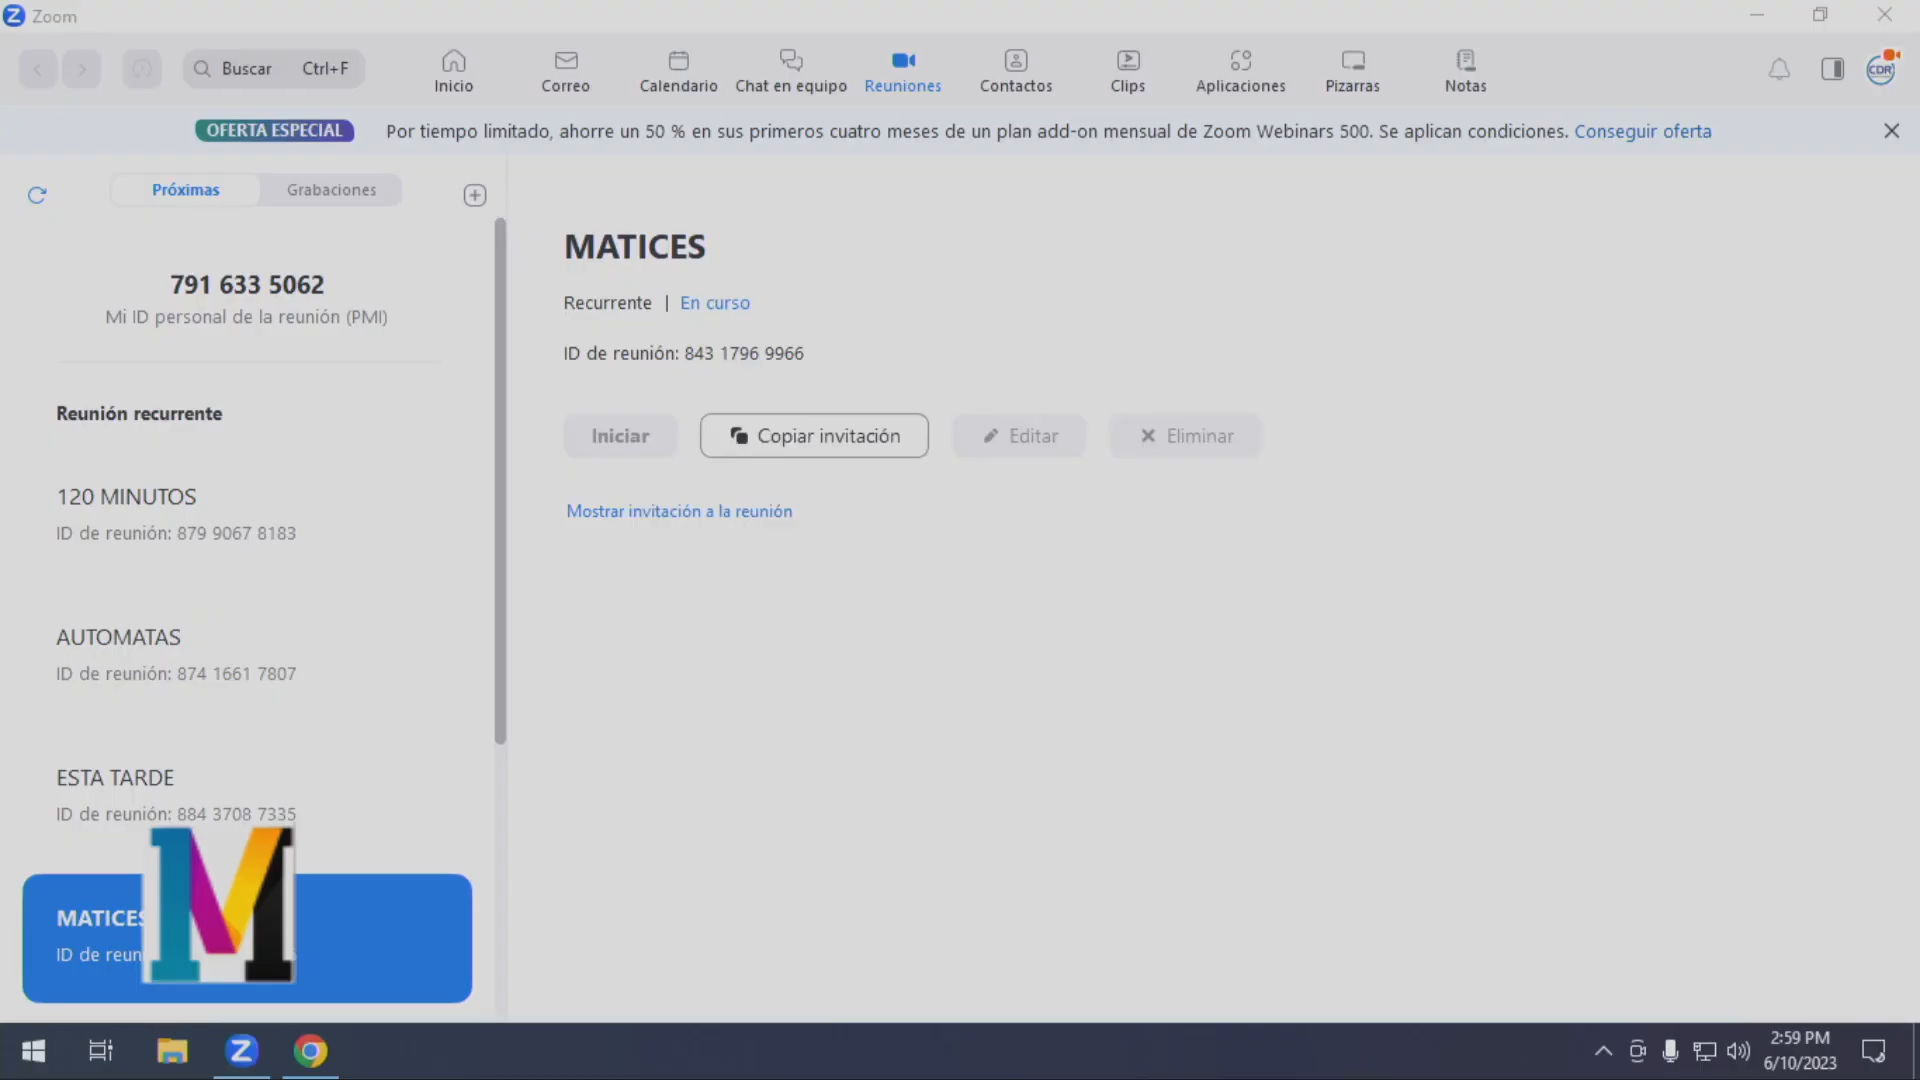 Zoom
Buscar Ctrl+F
Inicio
Correo
Calendario
Chat en equipo
Reuniones
Contactos
Clips
Aplicaciones
Pizarras
Notas
CDR
OFERTA ESPECIAL Por tiempo limitado, ahorre un 50 % en sus primeros cuatro meses de un plan add-on mensual de Zoom Webinars 500. Se aplican condiciones. Conseguir oferta
Próximas Grabaciones
791 633 5062
Mi ID personal de la reunión (PMI)
Reunión recurrente
120 MINUTOS
ID de reunión: 879 9067 8183
AUTOMATAS
ID de reunión: 874 1661 7807
ESTA TARDE
ID de reunión: 884 3708 7335
MATICES
ID de reun
M
MATICES
Recurrente | En curso
ID de reunión: 843 1796 9966
Iniciar Copiar invitación Editar Eliminar
Mostrar invitación a la reunión
2:59 PM
6/10/2023